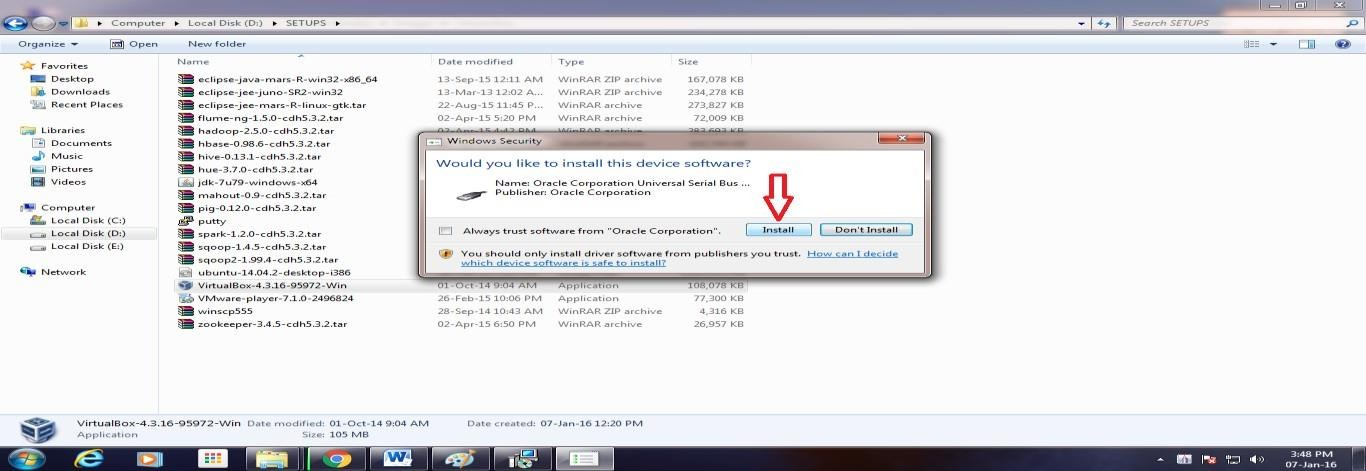 Computer ▸ Local Disk (D:) ▸ SETUPS ▸
Search SETUPS
Organize Open New folder
Name Date modified Type Size
Favorites
Desktop
Downloads
Recent Places
Libraries
Documents
Music
Pictures
Videos
Computer
Local Disk (C:)
Local Disk (D:)
Local Disk (E:)
Network
eclipse-java-mars-R-win32-x86_64 13-Sep-15 12:11 AM WinRAR ZIP archive 167,078 KB
eclipse-jee-juno-SR2-win32 13-Mar-13 12:02 A... WinRAR ZIP archive 234,278 KB
eclipse-jee-mars-R-linux-gtk.tar 22-Aug-15 11:45 P... WinRAR archive 273,827 KB
flume-ng-1.5.0-cdh5.3.2.tar 02-Apr-15 5:20 PM WinRAR archive 72,009 KB
hadoop-2.5.0-cdh5.3.2.tar 02-Apr-15 4:42 PM WinRAR archive
hbase-0.98.6-cdh5.3.2.tar
hive-0.13.1-cdh5.3.2.tar
hue-3.7.0-cdh5.3.2.tar
jdk-7u79-windows-x64
mahout-0.9-cdh5.3.2.tar
pig-0.12.0-cdh5.3.2.tar
putty
spark-1.2.0-cdh5.3.2.tar
sqoop-1.4.5-cdh5.3.2.tar
sqoop2-1.99.4-cdh5.3.2.tar
ubuntu-14.04.2-desktop-i386
VirtualBox-4.3.16-95972-Win 01-Oct-14 9:04 AM Application 108,078 KB
VMware-player-7.1.0-2496824 26-Feb-15 10:06 PM Application 77,300 KB
winscp555 28-Sep-14 10:43 AM WinRAR ZIP archive 4,316 KB
zookeeper-3.4.5-cdh5.3.2.tar 02-Apr-15 6:50 PM WinRAR archive 26,957 KB
Windows Security
Would you like to install this device software?
Name: Oracle Corporation Universal Serial Bus ...
Publisher: Oracle Corporation
Always trust software from "Oracle Corporation". Install Don't Install
You should only install driver software from publishers you trust. How can I decide
which device software is safe to install?
VirtualBox-4.3.16-95972-Win Date modified: 01-Oct-14 9:04 AM Date created: 07-Jan-16 12:20 PM
Application Size: 105 MB
3:48 PM
07-Jan-16